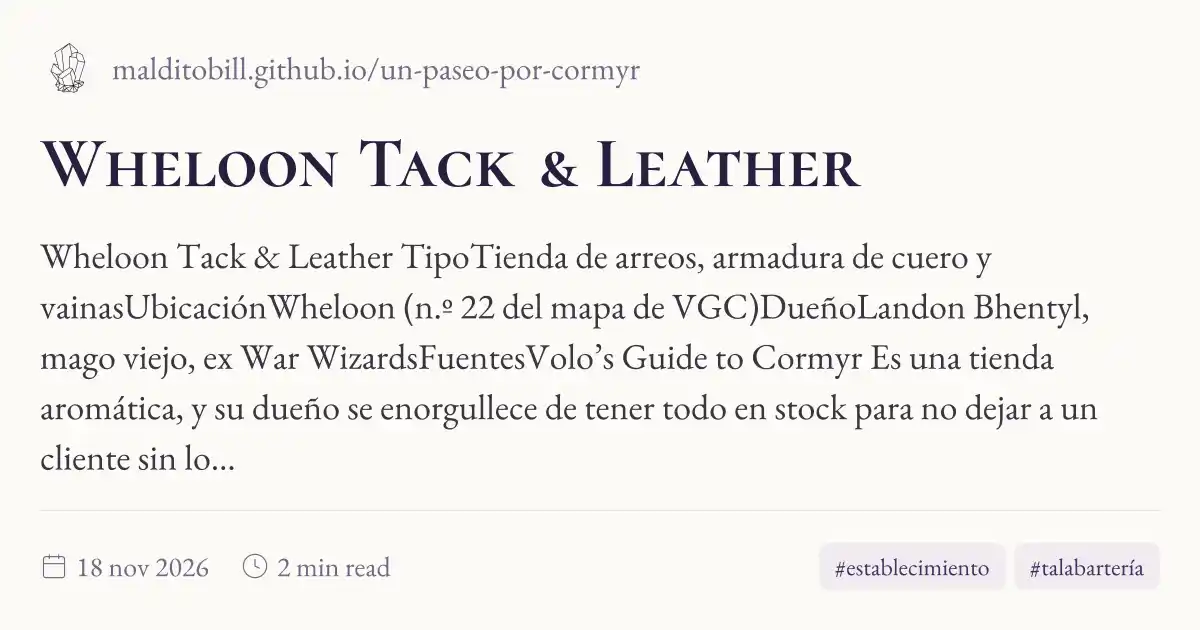 malditobill.github.io/un-paseo-por-cormyr
Wheloon Tack & Leather
Wheloon Tack & Leather TipoTienda de arreos, armadura de cuero y
vainasUbicaciónWheloon (n.º 22 del mapa de VGC)DueñoLandon Bhentyl,
mago viejo, ex War WizardsFuentesVolo’s Guide to Cormyr Es una tienda
aromática, y su dueño se enorgullece de tener todo en stock para no dejar a un
cliente sin lo...
18 nov 2026
2 min read
#establecimiento
#talabartería